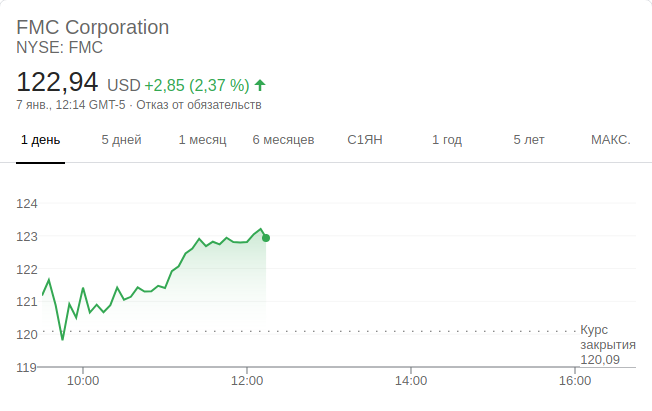 FMC Corporation
NYSE: FMC
122,94 USD +2,85 (2,37 %)
7 янв., 12:14 GMT-5 · Отказ от обязательств
1 день 5 дней 1 месяц 6 месяцев С1ЯН 1 год 5 лет МАКС.
124
123
122
121
120
119
Курс
закрытия
120,09
10:00 12:00 14:00 16:00